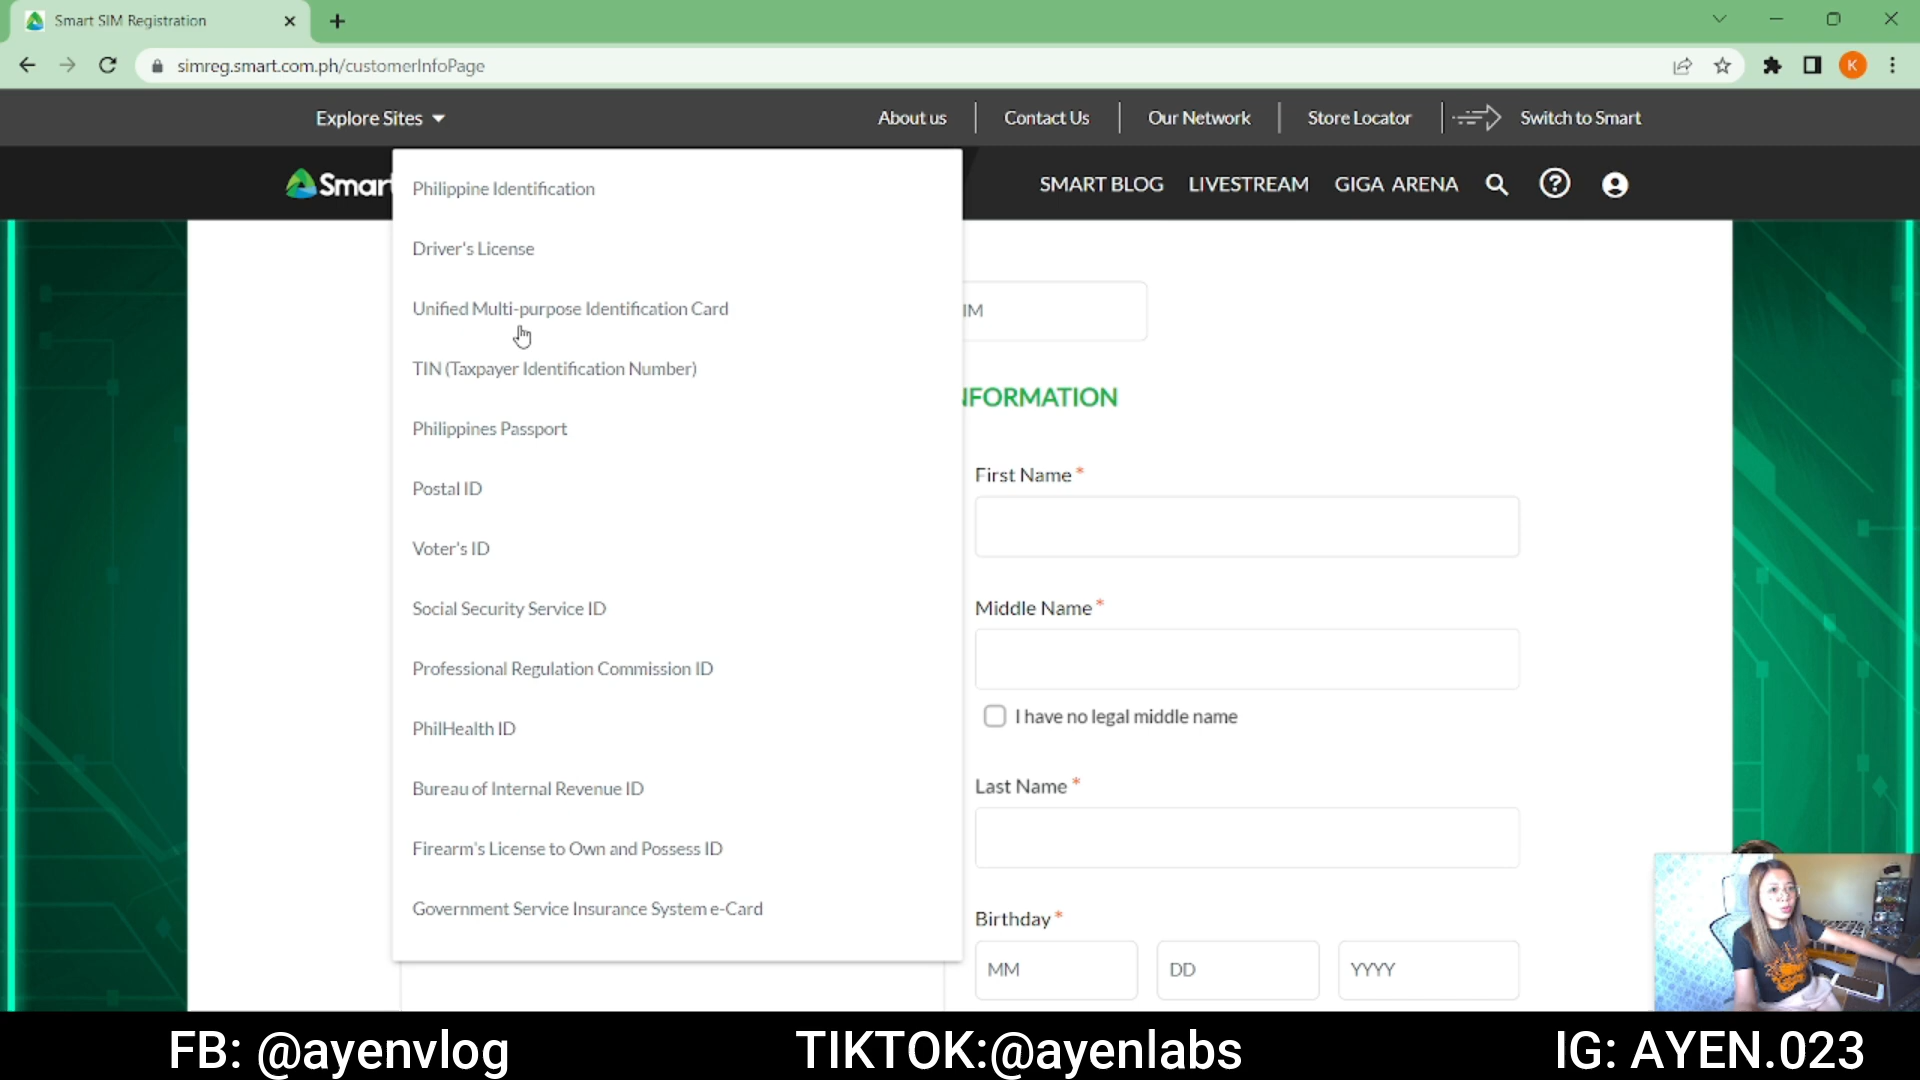 Smart SIM Registration
simreg.smart.com.ph/customerInfoPage
K
Explore Sites
About us
Contact Us
Our Network
Store Locator
Switch to Smart
Smart
SMART BLOG
LIVESTREAM
GIGA ARENA
Philippine Identification
Driver's License
Unified Multi-purpose Identification Card
TIN (Taxpayer Identification Number)
Philippines Passport
Postal ID
Voter's ID
Social Security Service ID
Professional Regulation Commission ID
PhilHealth ID
Bureau of Internal Revenue ID
Firearm's License to Own and Possess ID
Government Service Insurance System e-Card
IM
NFORMATION
First Name *
Middle Name *
I have no legal middle name
Last Name *
Birthday *
MM
DD
YYYY
FB: @ayenvlog
TIKTOK:@ayenlabs
IG: AYEN.023